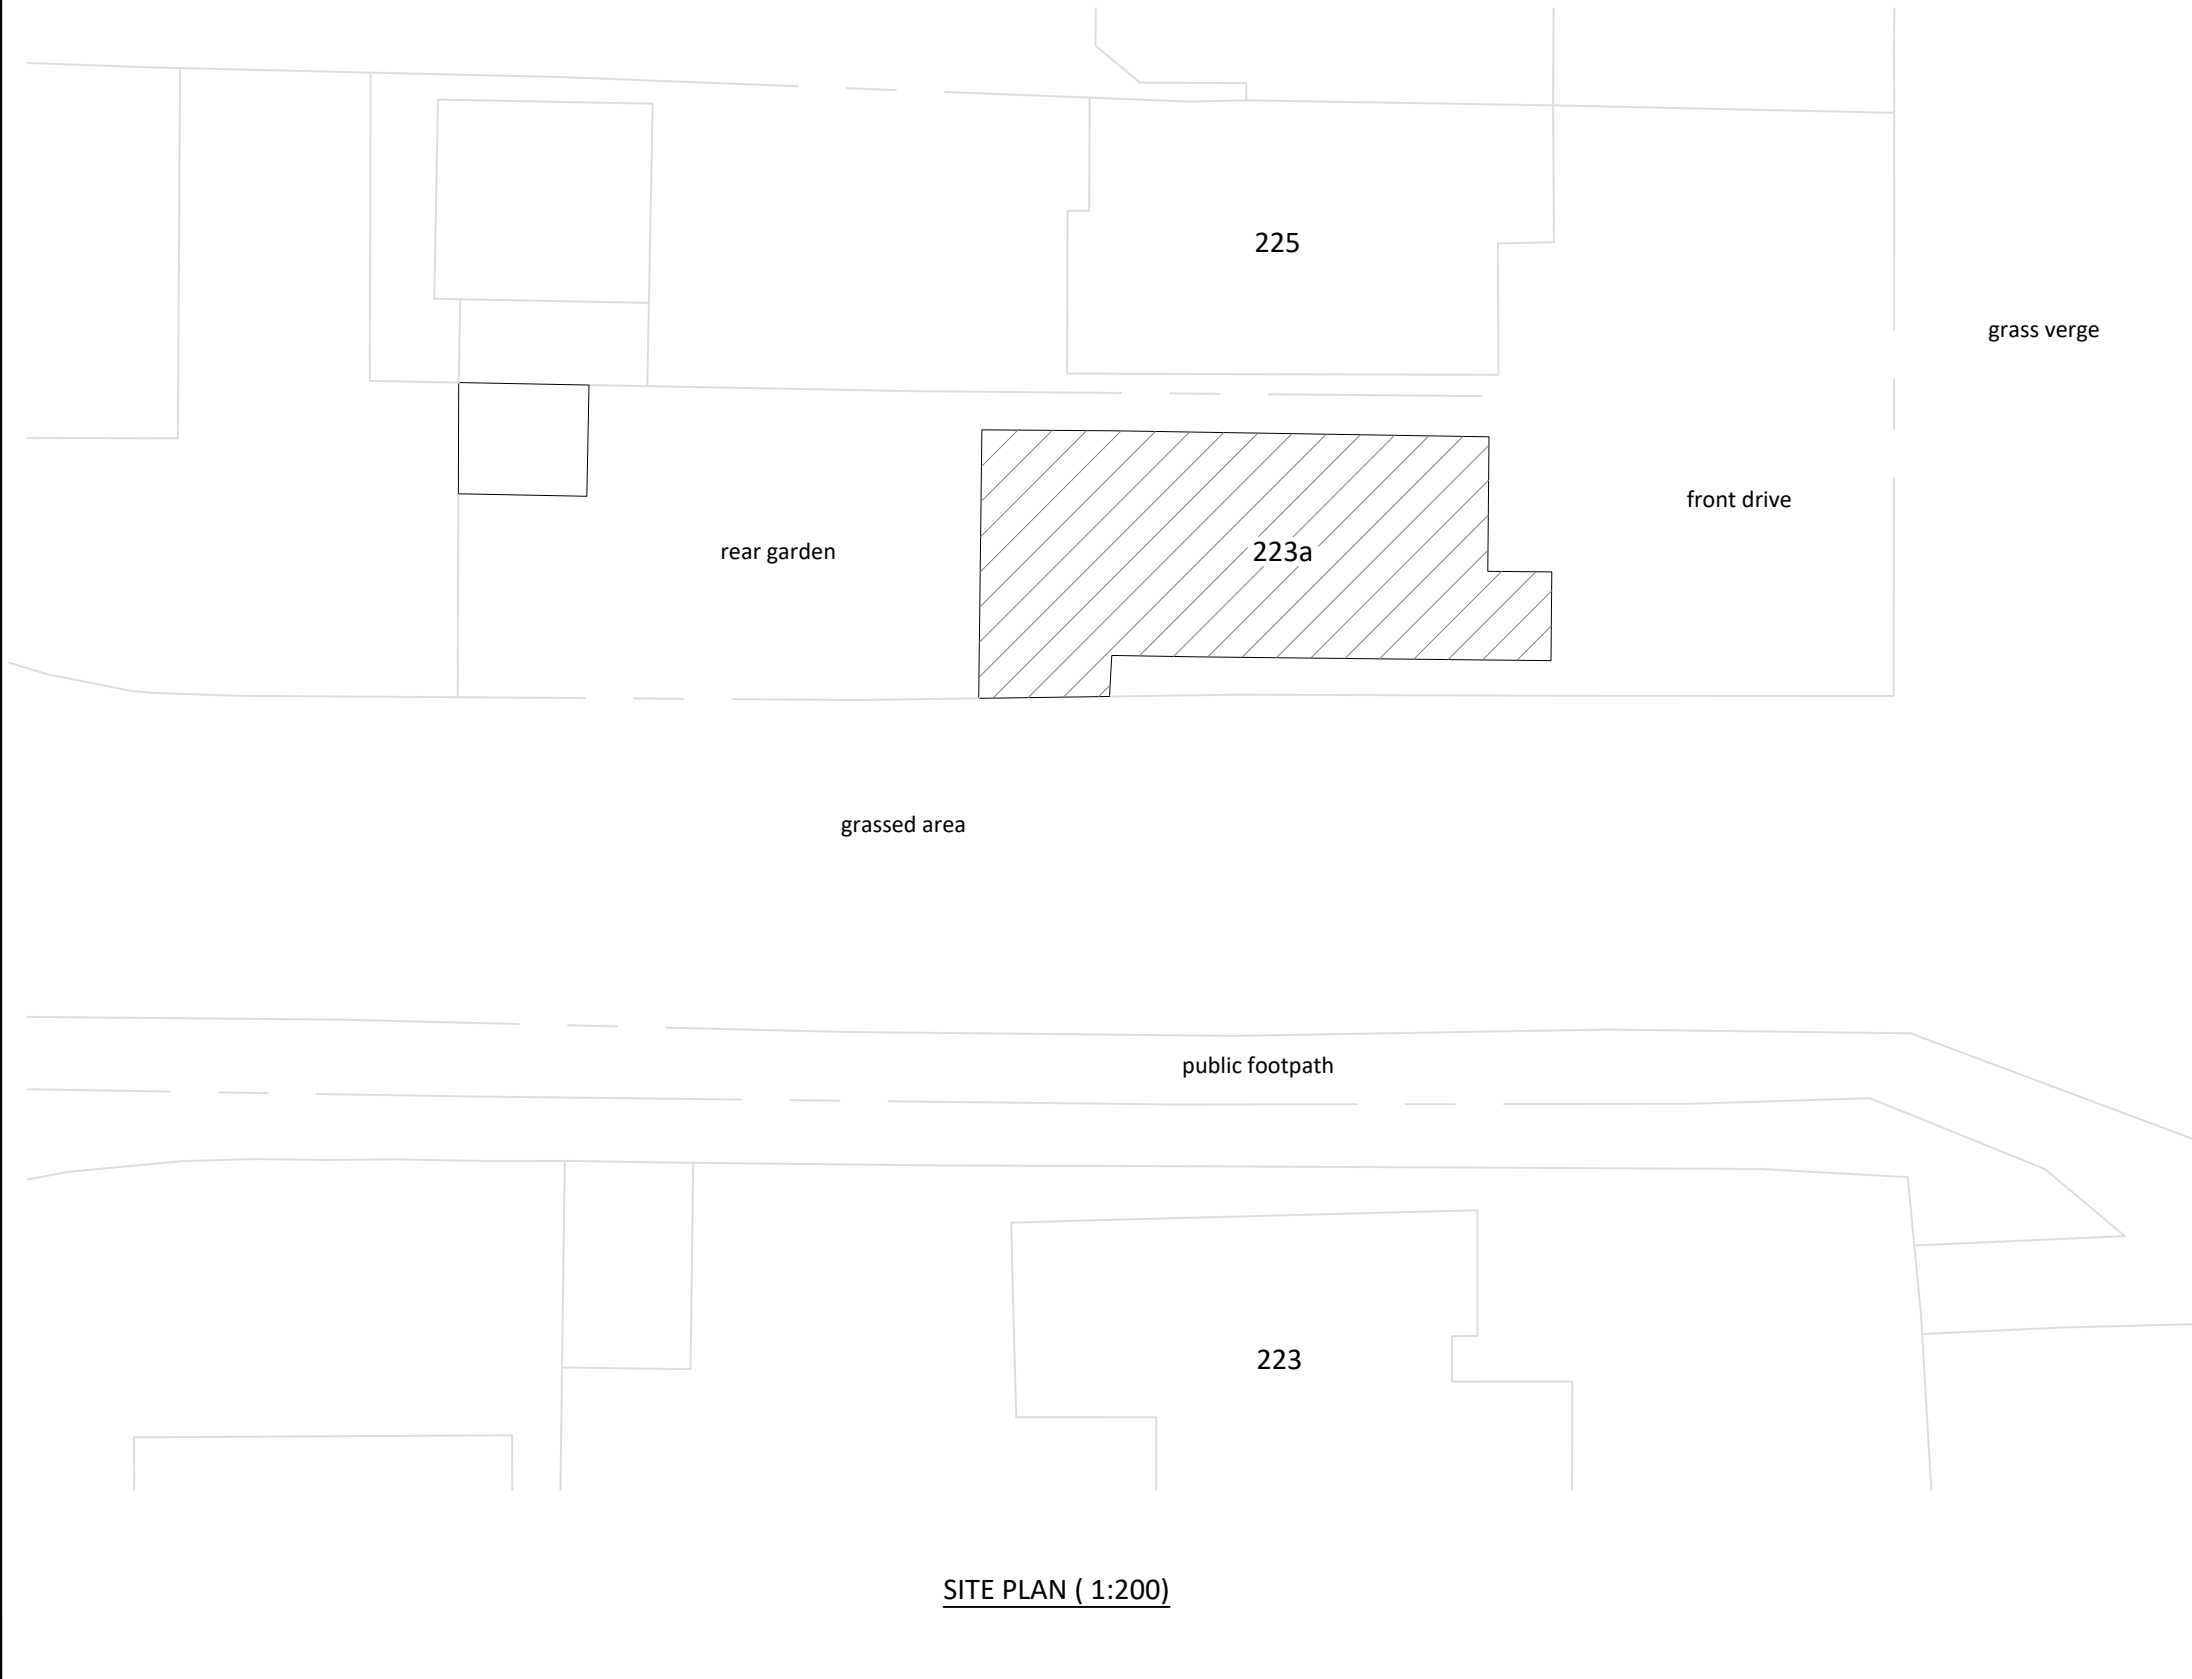 225
grass verge
front drive
rear garden
223a
grassed area
public footpath
223
SITE PLAN ( 1:200)